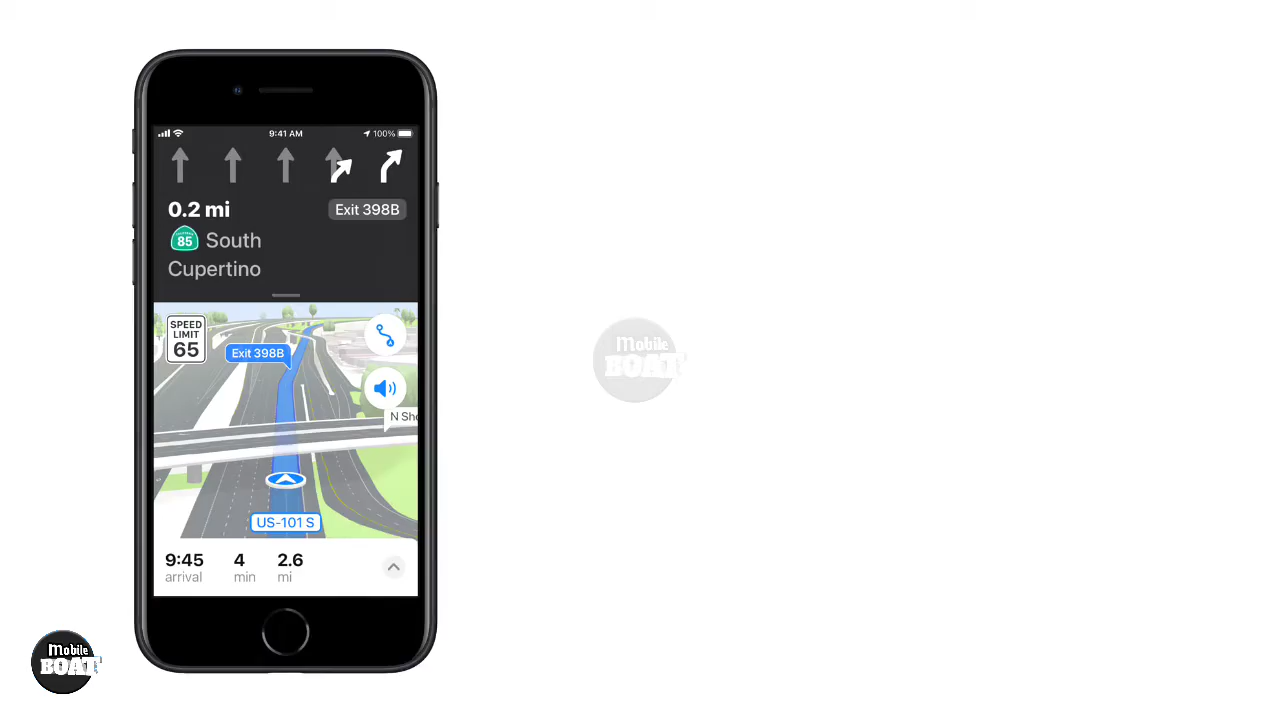 9:41 AM
100%
0.2 mi
Exit 398B
85 South
Cupertino
SPEED
LIMIT
65
Exit 398B
N Sho
US-101 S
9:45 4 2.6
arrival min mi
Mobile
BOAT
Mobile
BOAT